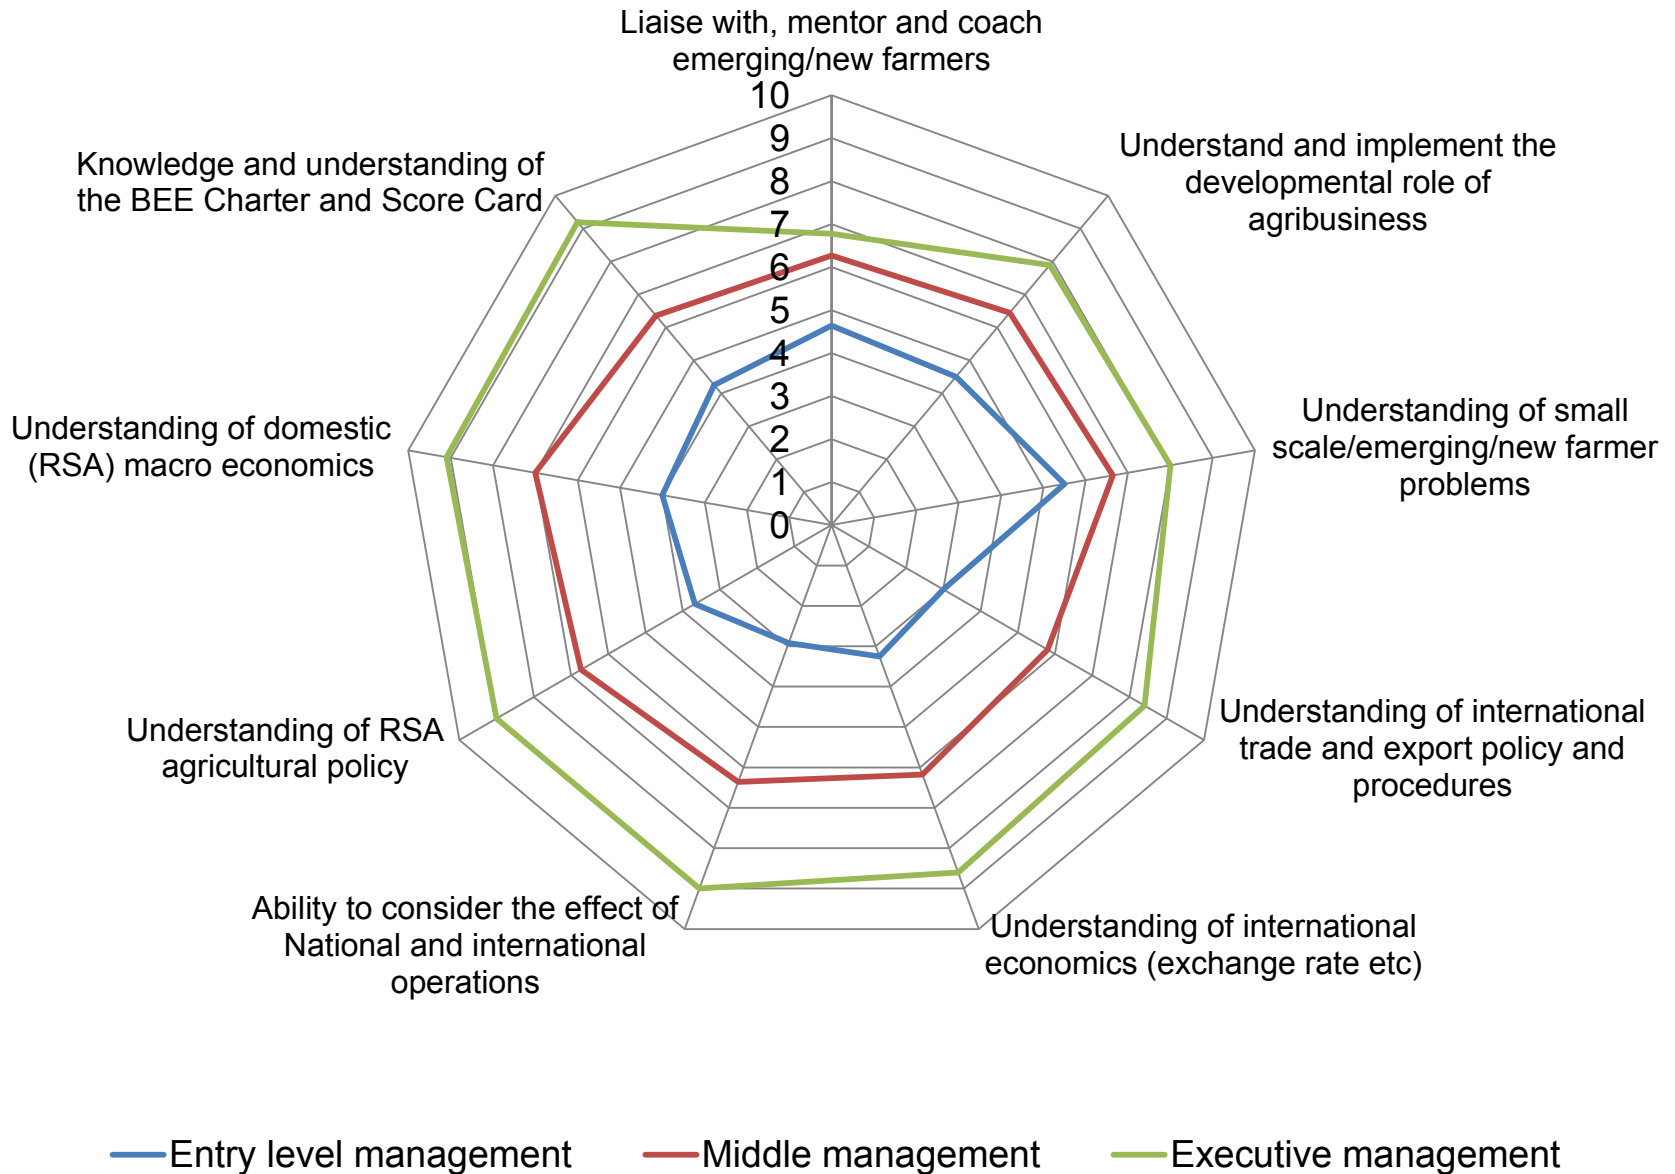 Liaise with, mentor and coach
emerging/new farmers
10
9
8
7
6
5
4
3
2
1
0
Understand and implement the
developmental role of
agribusiness
Understanding of small
scale/emerging/new farmer
problems
Understanding of international
trade and export policy and
procedures
Understanding of international
economics (exchange rate etc)
Ability to consider the effect of
National and international
operations
Understanding of RSA
agricultural policy
Understanding of domestic
(RSA) macro economics
Knowledge and understanding of
the BEE Charter and Score Card
Entry level management
Middle management
Executive management